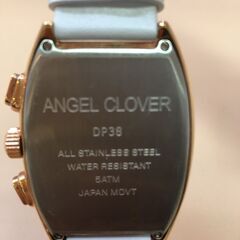 ANGEL CLOVER
DP38
ALL STAINLESS STEEL
WATER RESISTANT
5ATM
JAPAN MOVT